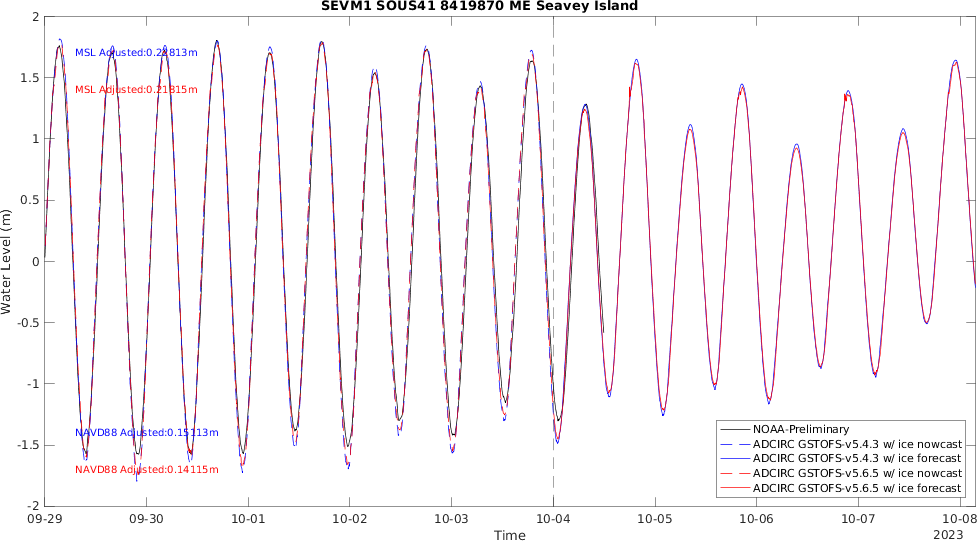 SEVM1 SOUS41 8419870 ME Seavey Island
2
1.5
1
0.5
0
-0.5
-1
-1.5
-2
Water Level (m)
MSL Adjusted:0.21813m
MSL Adjusted:0.21815m
NAVD88 Adjusted:0.15113m
NAVD88 Adjusted:0.14115m
NOAA-Preliminary
ADCIRC GSTOFS-v5.4.3 w/ ice nowcast
ADCIRC GSTOFS-v5.4.3 w/ ice forecast
ADCIRC GSTOFS-v5.6.5 w/ ice nowcast
ADCIRC GSTOFS-v5.6.5 w/ ice forecast
09-29 09-30 10-01 10-02 10-03 10-04 10-05 10-06 10-07 10-08
Time
2023